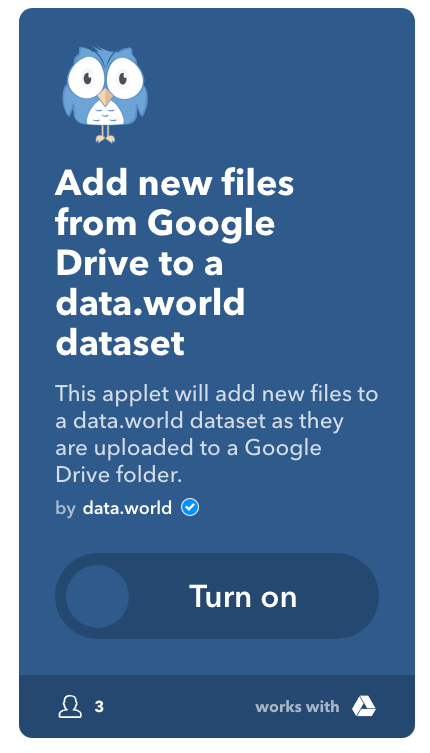 Add new files
from Google
Drive to a
data.world
dataset
This applet will add new files to
a data.world dataset as they
are uploaded to a Google
Drive folder.
by data.world
Turn on
3
works with